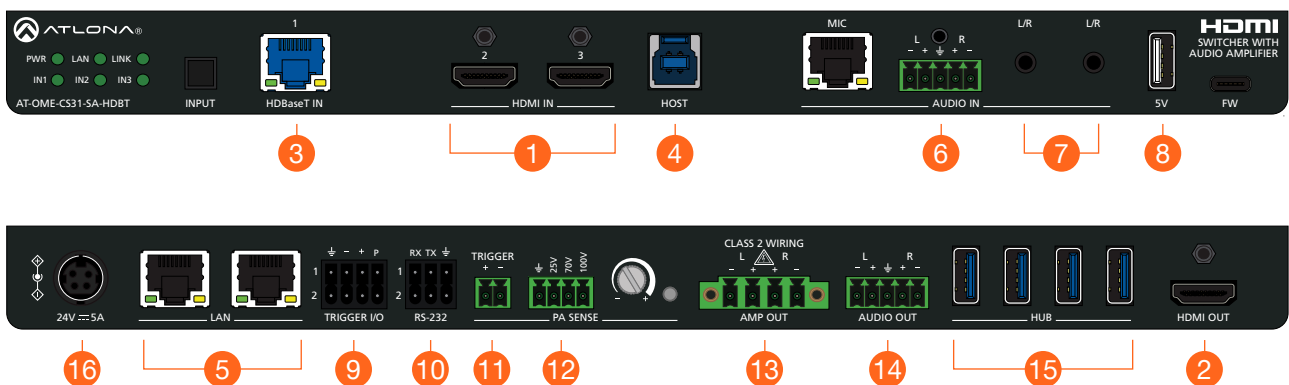 ATLONA®
PWR LAN LINK
IN1 IN2 IN3
AT-OME-CS31-SA-HDBT
INPUT
1
HDBaseT IN
2 3
HDMI IN
HOST
MIC
L R
- + ⏚ + -
AUDIO IN
L/R L/R
5V
HDMI
SWITCHER WITH
AUDIO AMPLIFIER
FW
3 1 4 6 7 8
24V ⎓ 5A
LAN
⏚ - + P
1
2
TRIGGER I/O
RX TX ⏚
1
2
RS-232
TRIGGER
+ -
⏚ 25V 70V 100V
- +
PA SENSE
CLASS 2 WIRING
L R
- + + -
AMP OUT
L R
- + ⏚ + -
AUDIO OUT
HUB
HDMI OUT
16 5 9 10 11 12 13 14 15 2